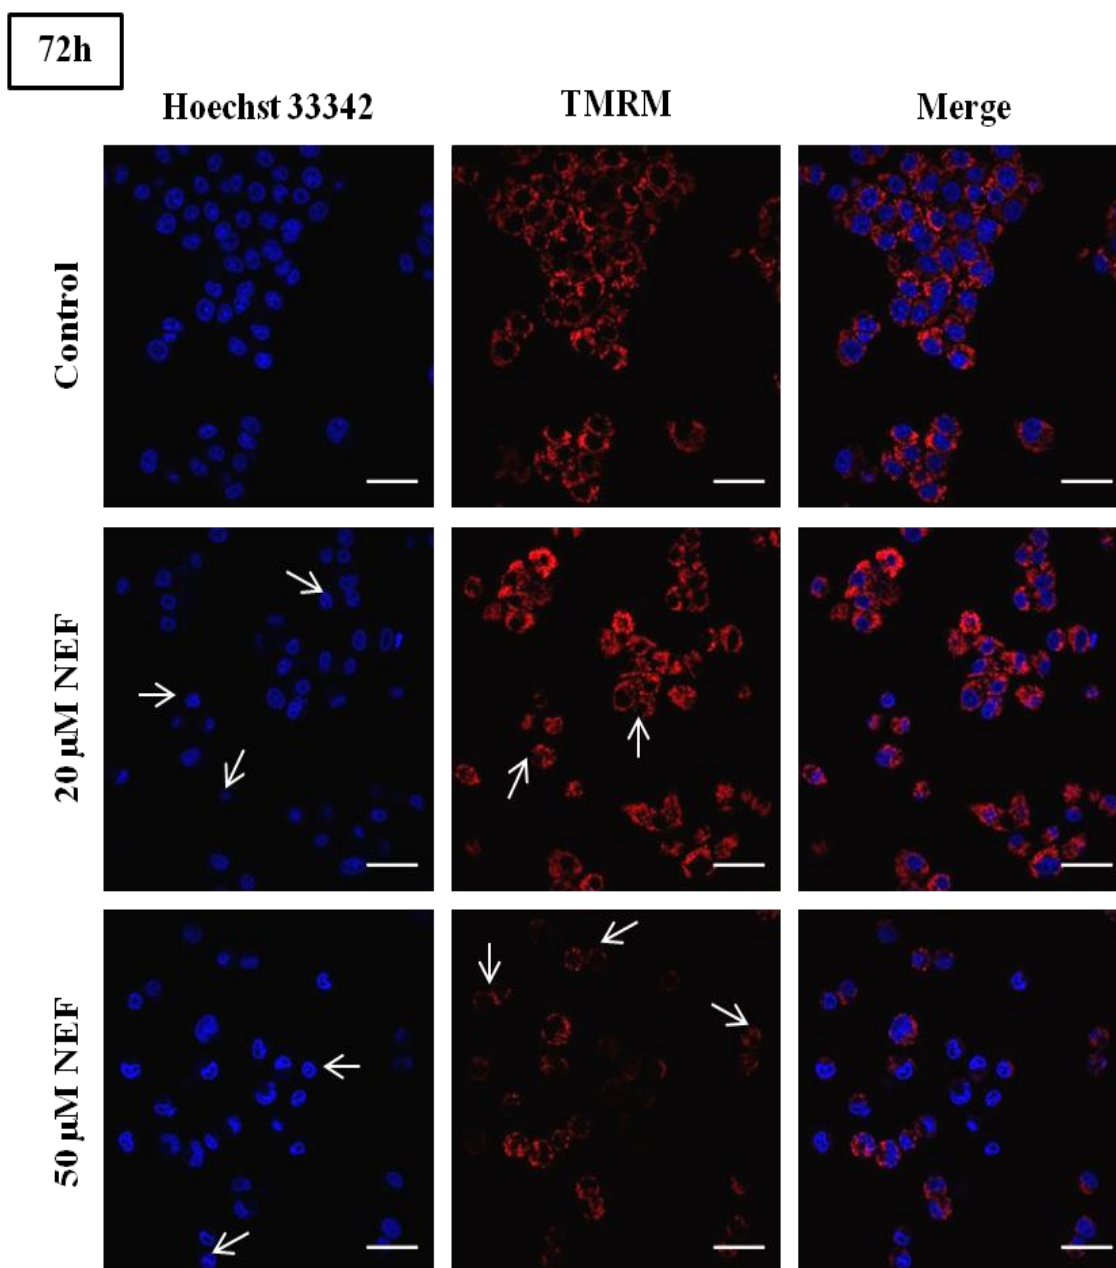 72h
Hoechst 33342
TMRM
Merge
Control
20 µM NEF
50 µM NEF